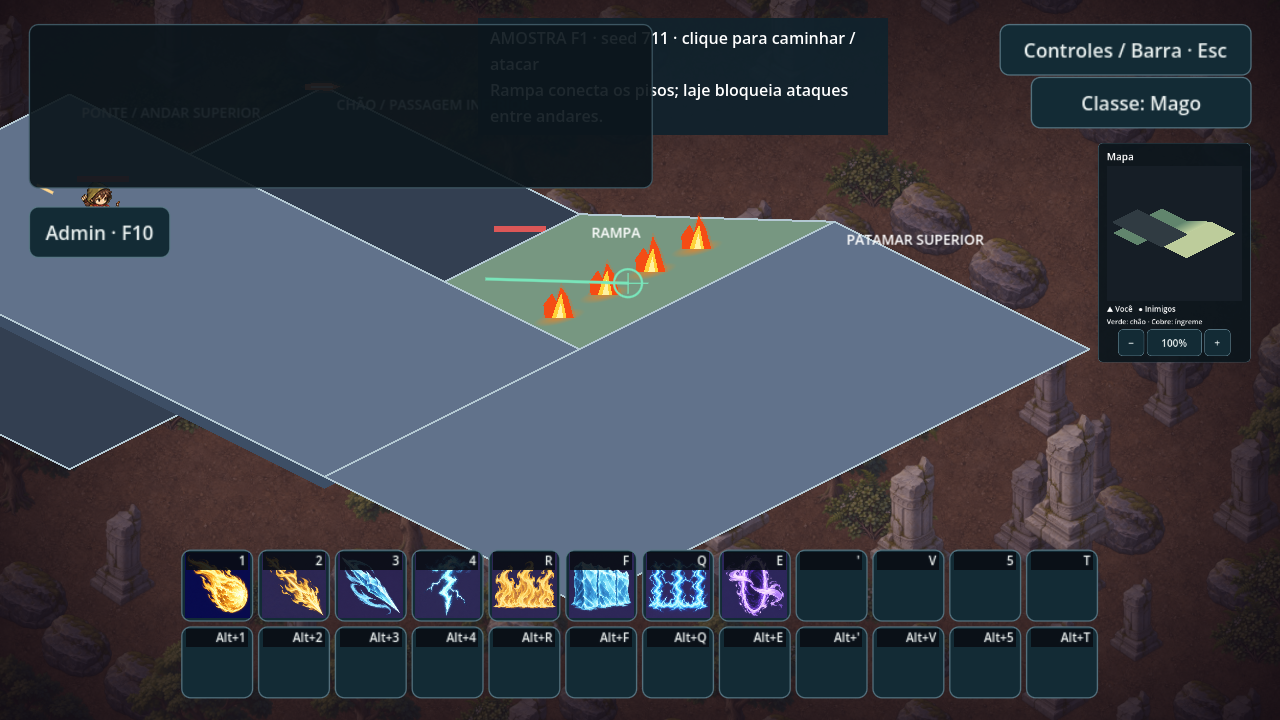 AMOSTRA F1 · seed 711 · clique para caminhar /
atacar
Rampa conecta os pisos; laje bloqueia ataques
entre andares.
PONTE / ANDAR SUPERIOR
CHÃO / PASSAGEM IN
Controles / Barra · Esc
Classe: Mago
Mapa
Admin · F10
RAMPA
PATAMAR SUPERIOR
▲ Você ● Inimigos
Verde: chão · Cobre: íngreme
− 100% +
1 2 3 4 R F Q E ' V 5 T
Alt+1 Alt+2 Alt+3 Alt+4 Alt+R Alt+F Alt+Q Alt+E Alt+' Alt+V Alt+5 Alt+T